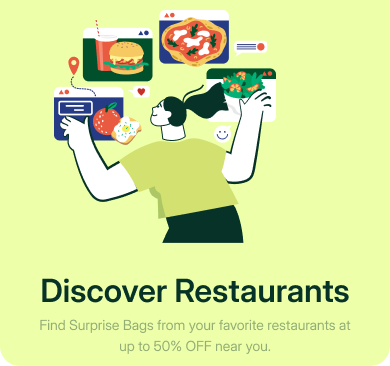 Discover Restaurants
Find Surprise Bags from your favorite restaurants at
up to 50% OFF near you.